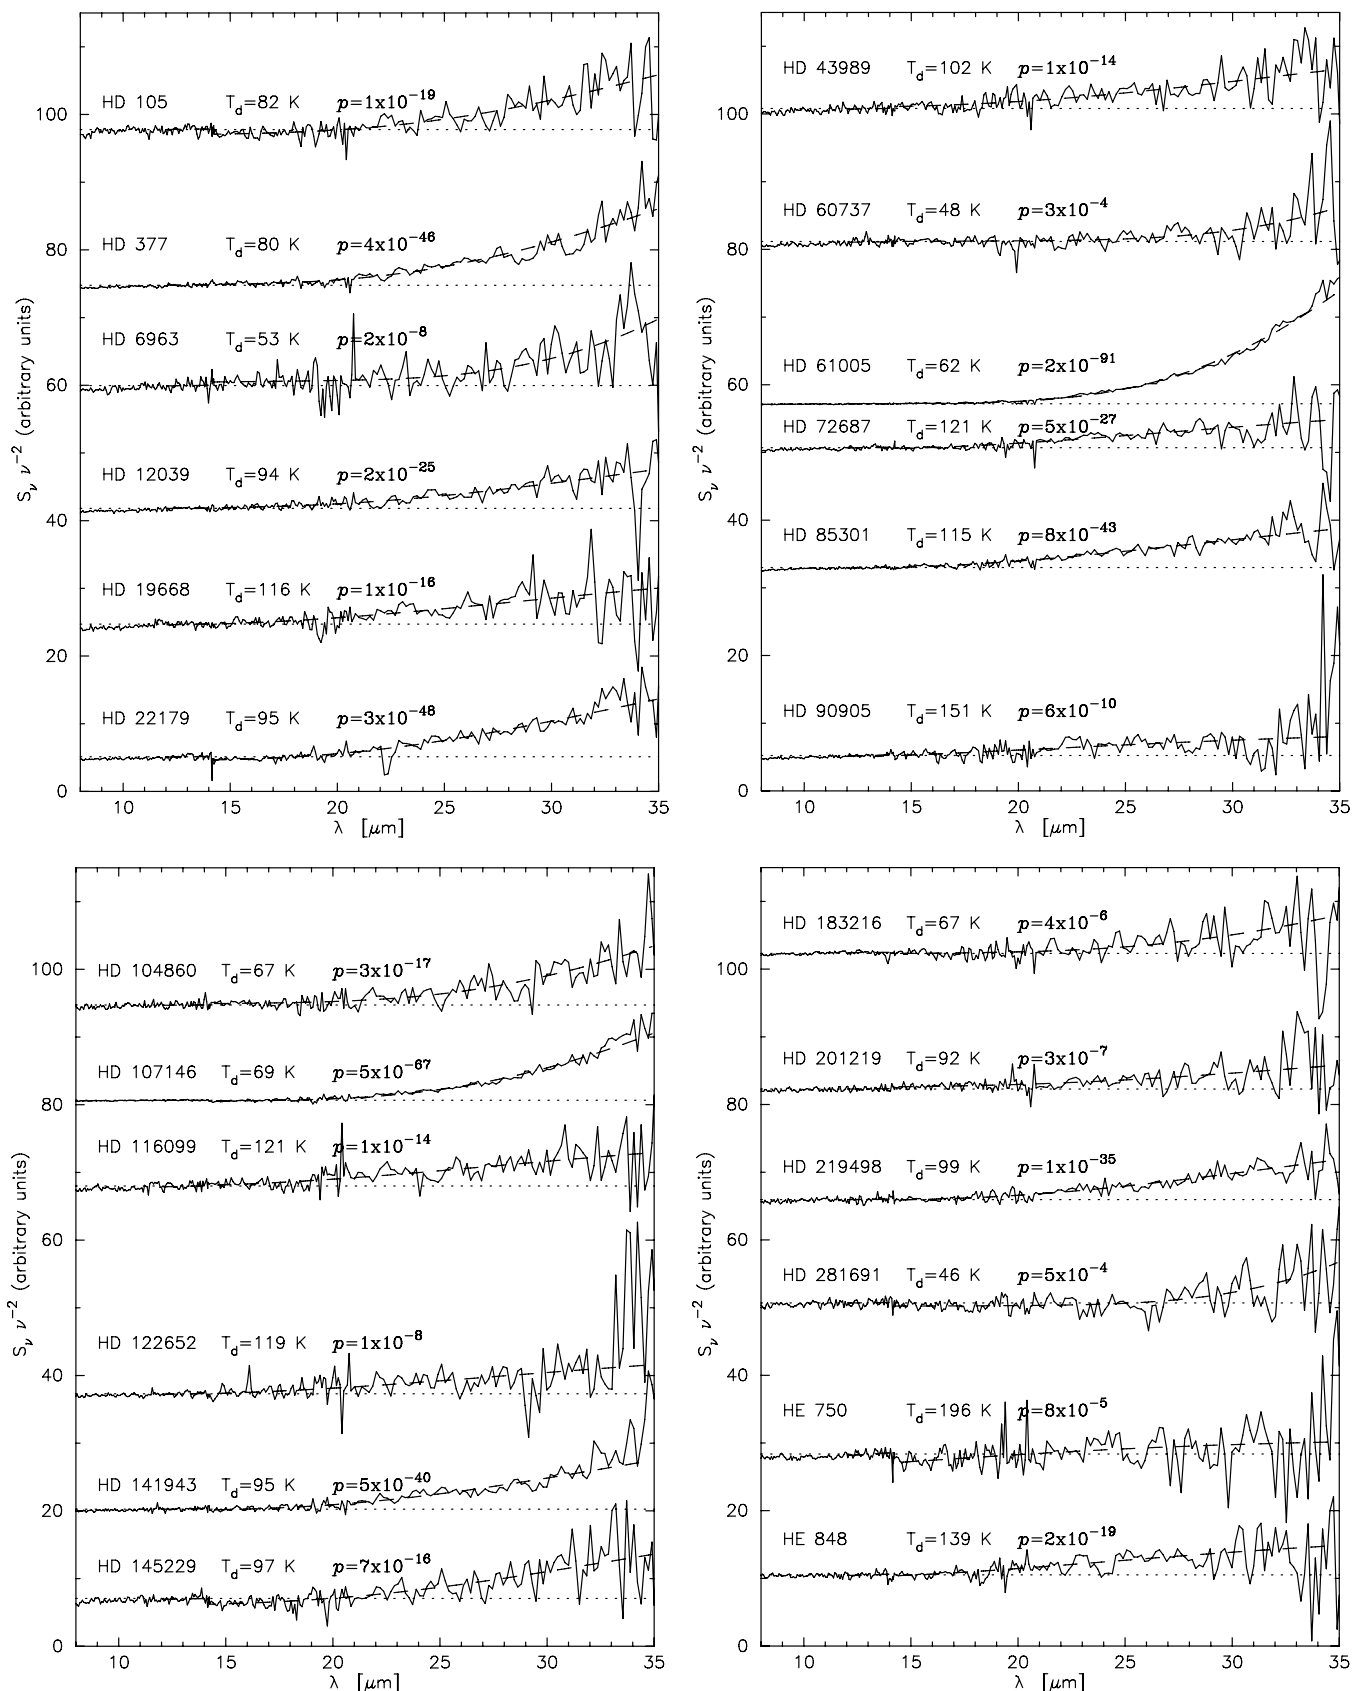 HD 105 T_d=82 K p=1x10^−19
HD 377 T_d=80 K p=4x10^−46
HD 6963 T_d=53 K p=2x10^−8
HD 12039 T_d=94 K p=2x10^−25
HD 19668 T_d=116 K p=1x10^−16
HD 22179 T_d=95 K p=3x10^−48
100
80
60
40
20
0
S_ν ν^−2 (arbitrary units)
10 15 20 25 30 35
λ [μm]
HD 43989 T_d=102 K p=1x10^−14
HD 60737 T_d=48 K p=3x10^−4
HD 61005 T_d=62 K p=2x10^−91
HD 72687 T_d=121 K p=5x10^−27
HD 85301 T_d=115 K p=8x10^−43
HD 90905 T_d=151 K p=6x10^−10
100
80
60
40
20
0
S_ν ν^−2 (arbitrary units)
10 15 20 25 30 35
λ [μm]
HD 104860 T_d=67 K p=3x10^−17
HD 107146 T_d=69 K p=5x10^−67
HD 116099 T_d=121 K p=1x10^−14
HD 122652 T_d=119 K p=1x10^−8
HD 141943 T_d=95 K p=5x10^−40
HD 145229 T_d=97 K p=7x10^−16
100
80
60
40
20
0
S_ν ν^−2 (arbitrary units)
10 15 20 25 30 35
λ [μm]
HD 183216 T_d=67 K p=4x10^−6
HD 201219 T_d=92 K p=3x10^−7
HD 219498 T_d=99 K p=1x10^−35
HD 281691 T_d=46 K p=5x10^−4
HE 750 T_d=196 K p=8x10^−5
HE 848 T_d=139 K p=2x10^−19
100
80
60
40
20
0
S_ν ν^−2 (arbitrary units)
10 15 20 25 30 35
λ [μm]